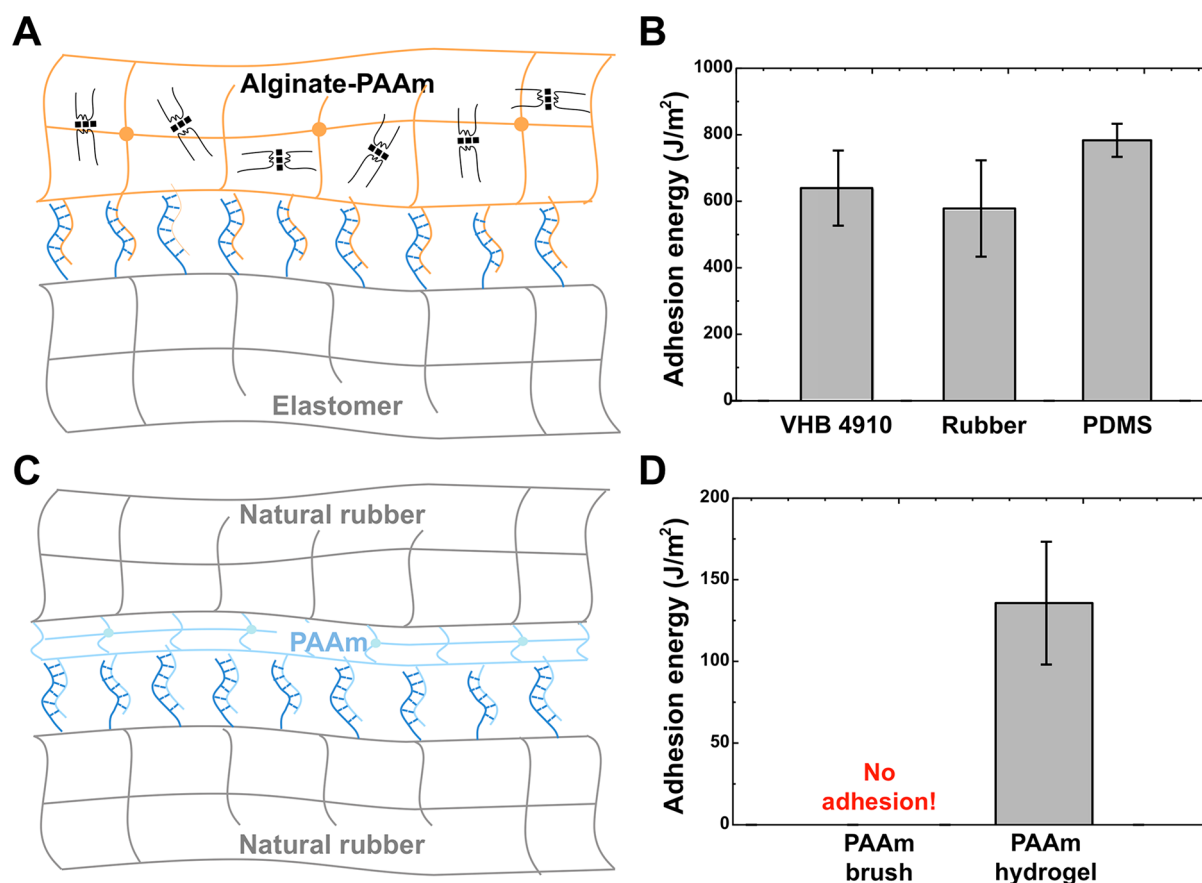 A
Alginate-PAAm
Elastomer
B
Adhesion energy (J/m²)
1000
800
600
400
200
0
VHB 4910
Rubber
PDMS
C
Natural rubber
PAAm
Natural rubber
D
Adhesion energy (J/m²)
200
150
100
50
0
No
adhesion!
PAAm
brush
PAAm
hydrogel